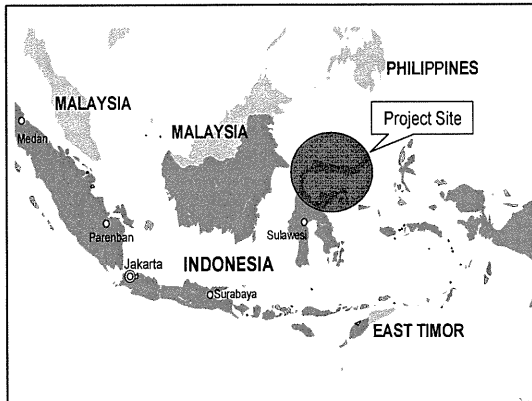 PHILIPPINES
MALAYSIA
Project Site
MALAYSIA
Medan
Parenban
Sulawesi
Jakarta
INDONESIA
Surabaya
EAST TIMOR